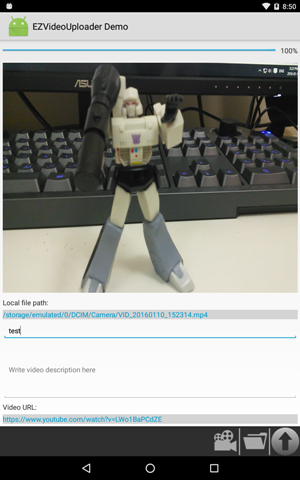 8:50
EZVideoUploader Demo
100%
ASUS
Local file path:
/storage/emulated/0/DCIM/Camera/VID_20160110_152314.mp4
test
Write video description here
Video URL:
https://www.youtube.com/watch?v=LWo1BaPCdZE